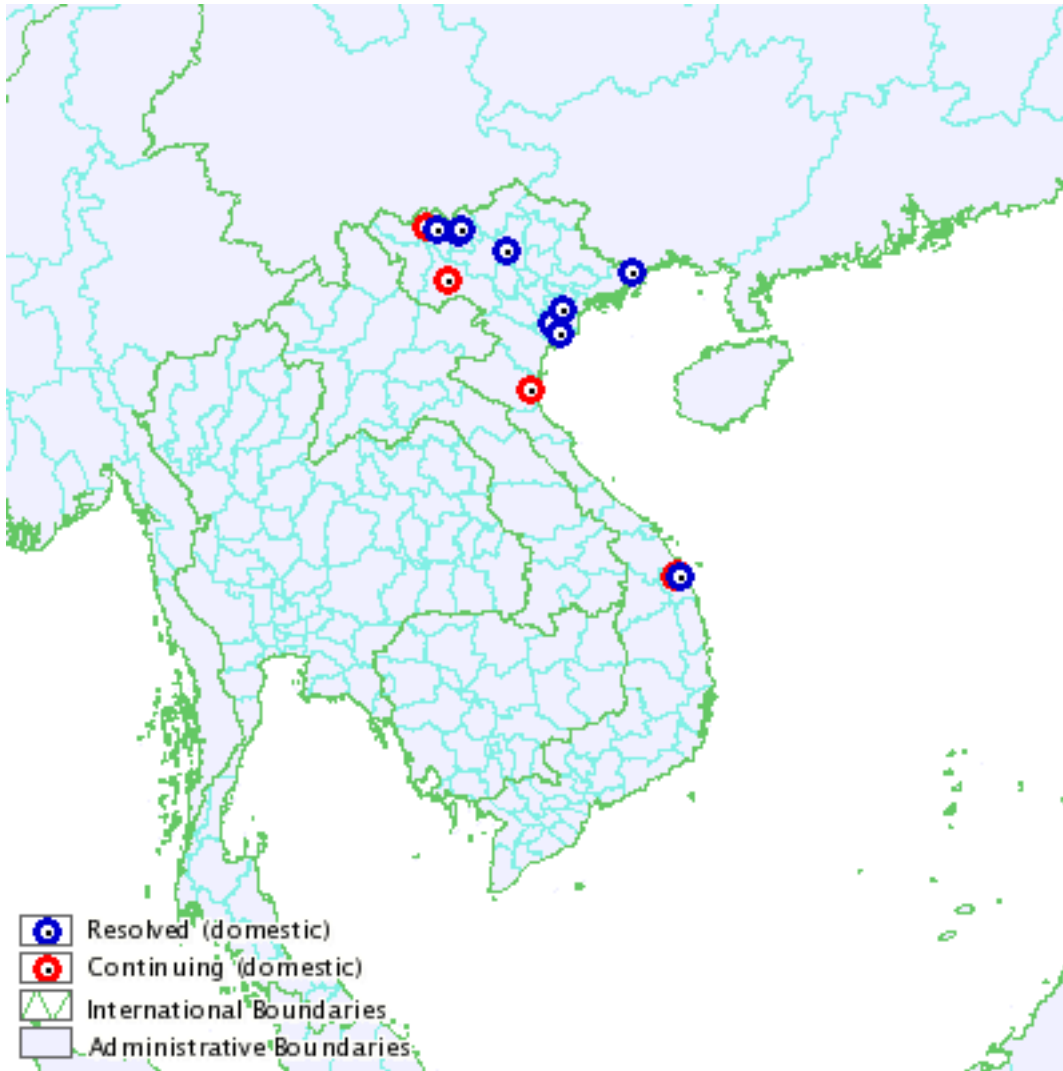 Resolved (domestic)
Continuing (domestic)
International Boundaries
Administrative Boundaries